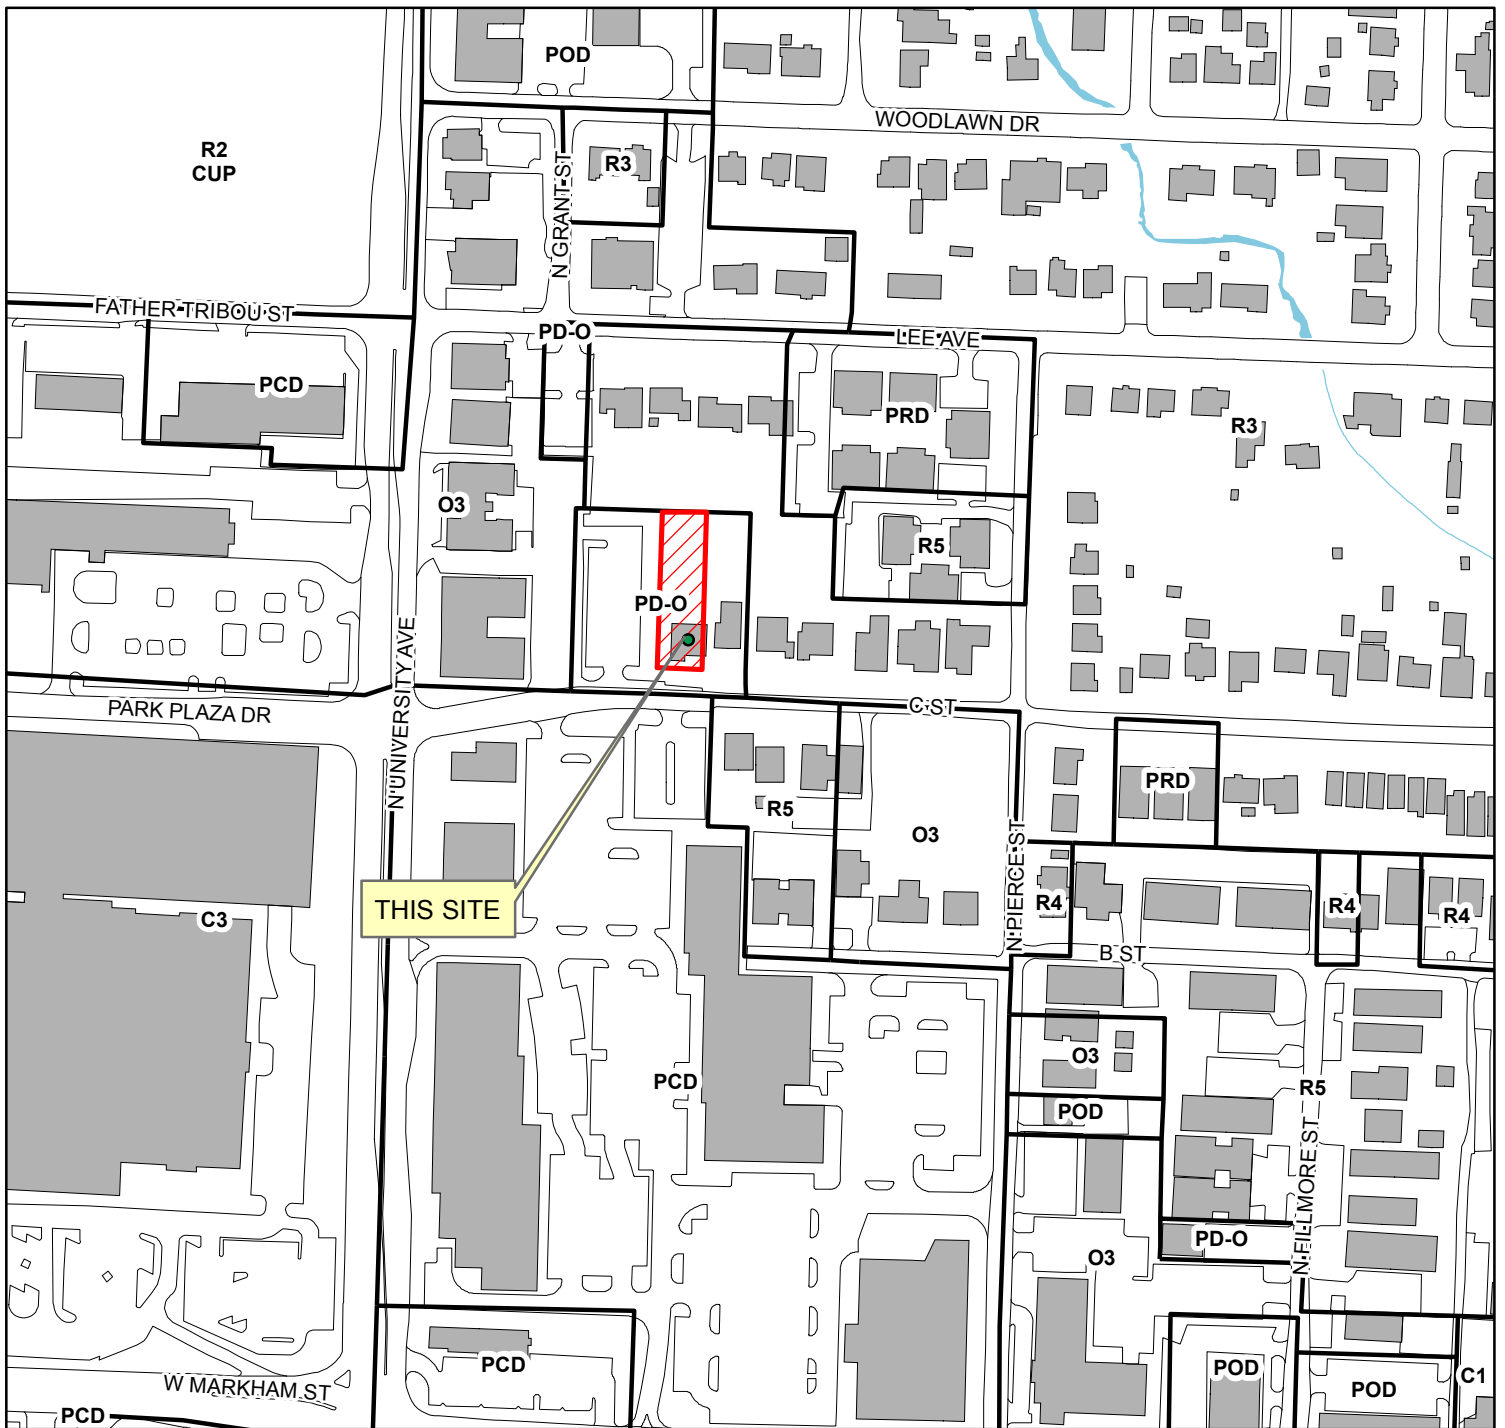 POD
WOODLAWN DR
R2
CUP
R3
N GRANT ST
FATHER TRIBOU ST
PD-O
LEE AVE
PCD
PRD
R3
O3
R5
PD-O
N UNIVERSITY AVE
C ST
PARK PLAZA DR
PRD
R5
O3
N PIERCE ST
THIS SITE
R4
R4
R4
C3
B ST
O3
PCD
R5
POD
N FILLMORE ST
PD-O
O3
PCD
POD
POD
C1
W MARKHAM ST
PCD